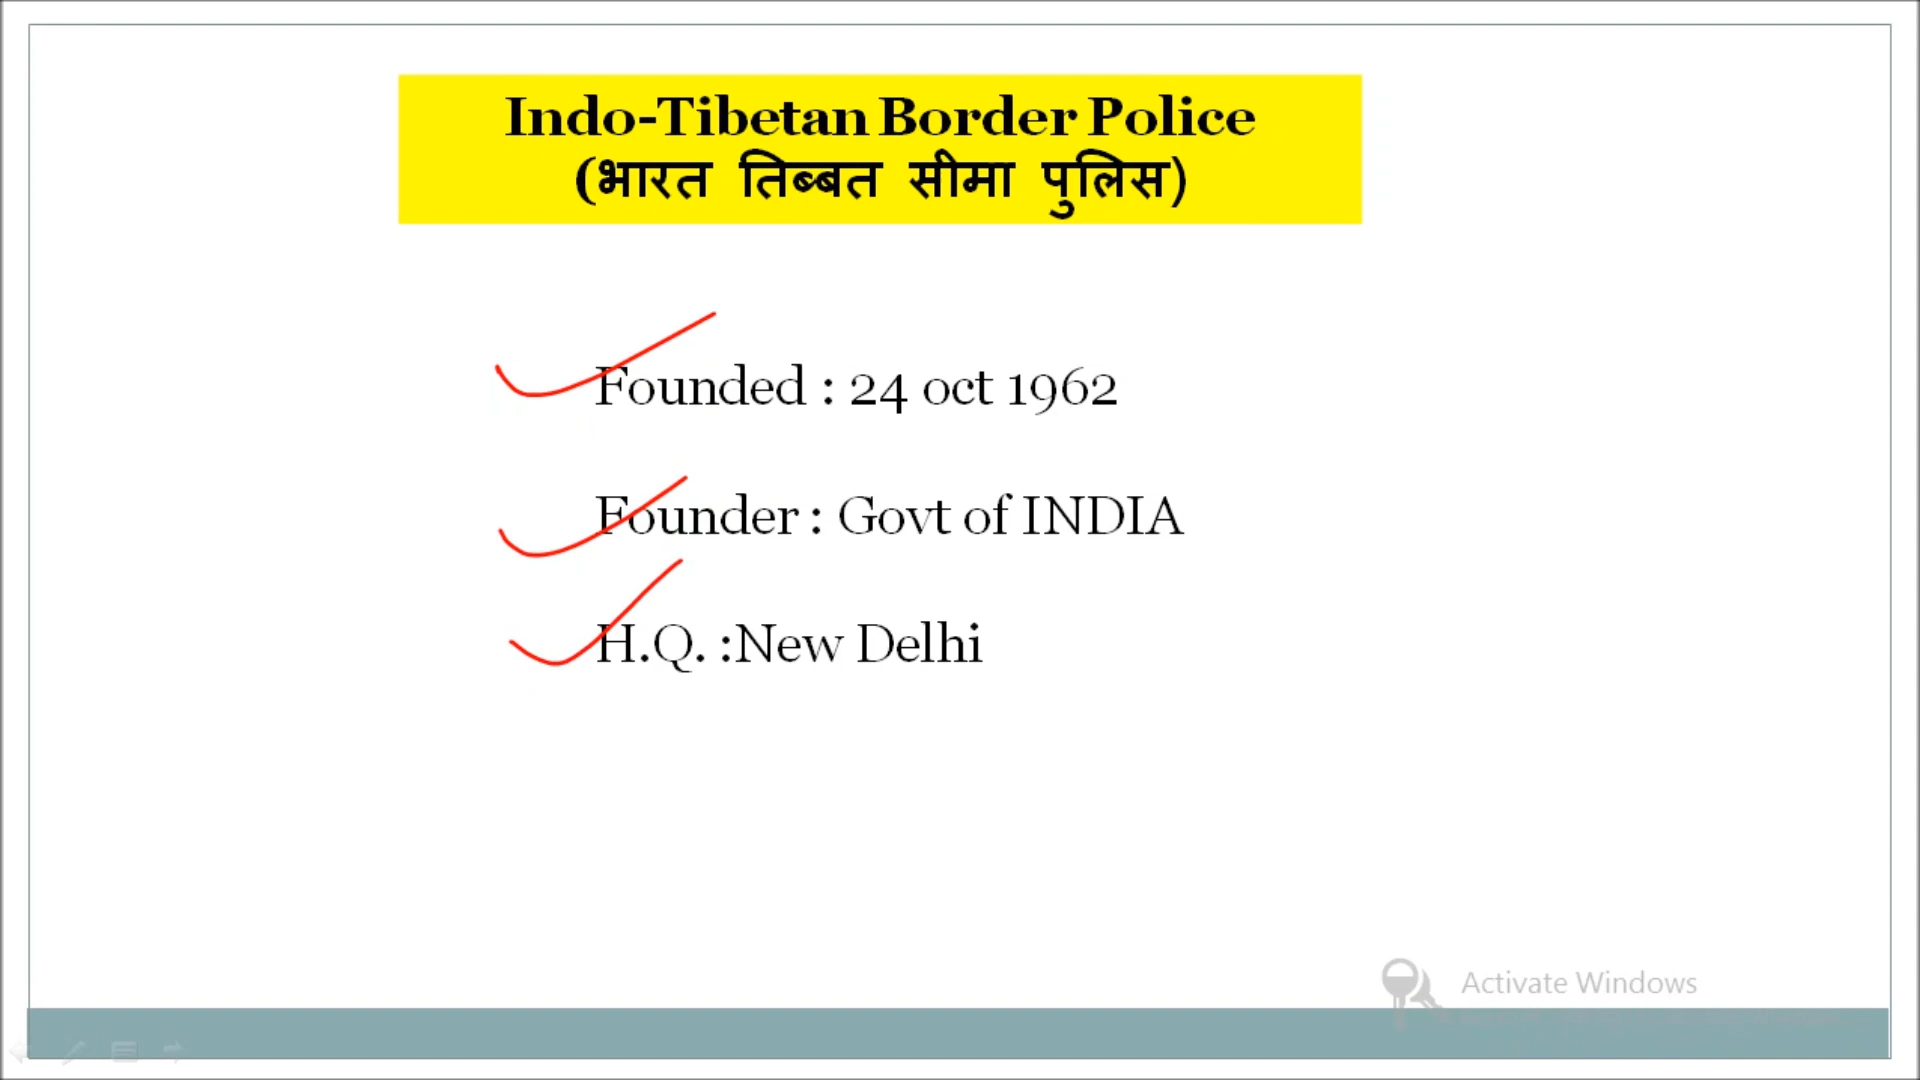 Indo-Tibetan Border Police
(भारत तिब्बत सीमा पुलिस)
Founded : 24 oct 1962
Founder : Govt of INDIA
H.Q. :New Delhi
Activate Windows